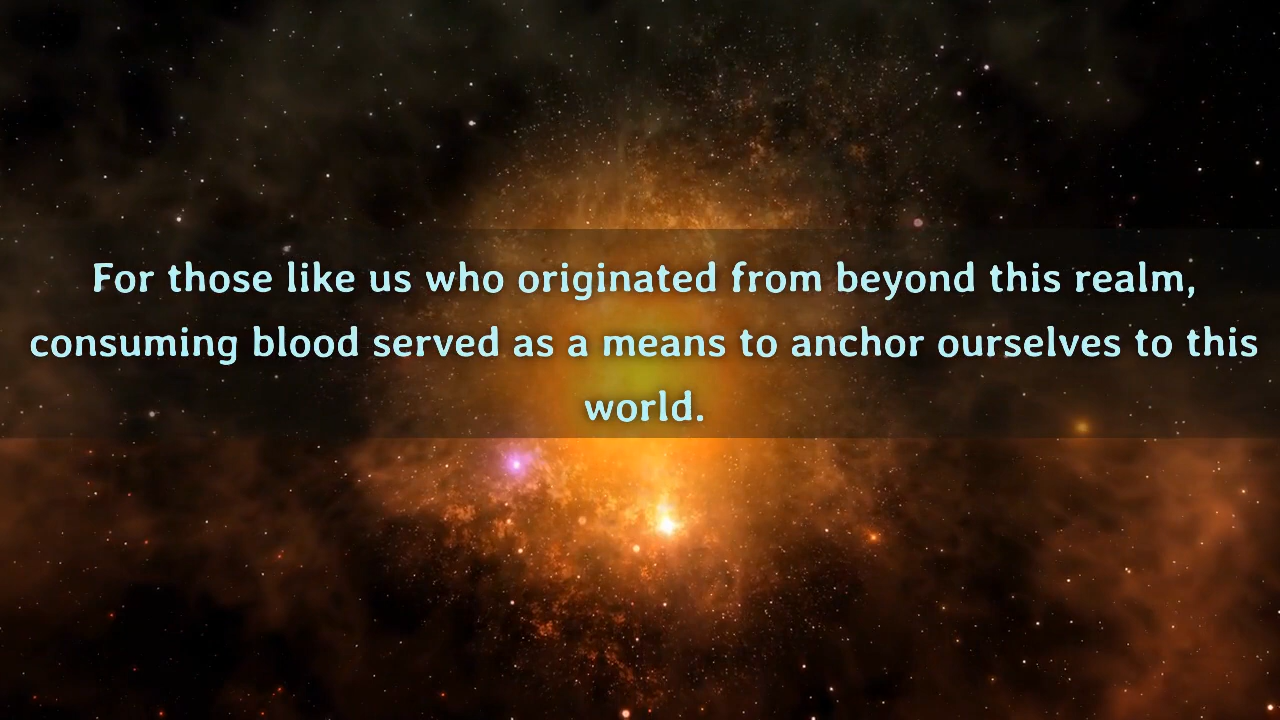 For those like us who originated from beyond this realm,
consuming blood served as a means to anchor ourselves to this
world.